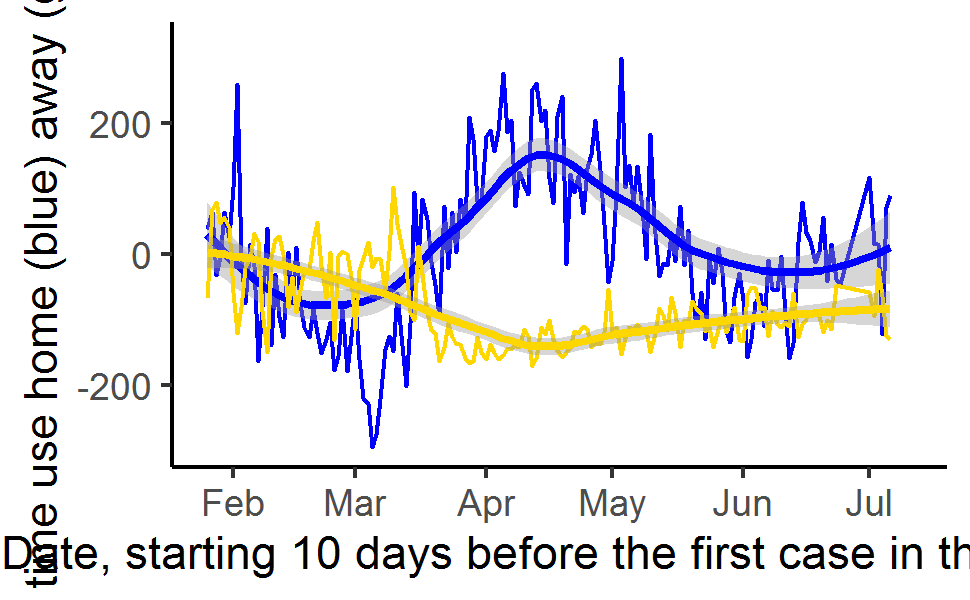 time use home (blue) away (
200
0
-200
Feb Mar Apr May Jun Jul
Date, starting 10 days before the first case in th